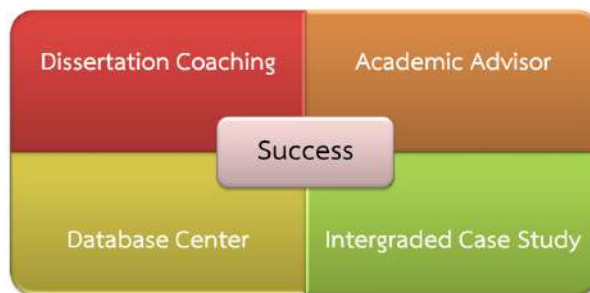 Dissertation Coaching
Academic Advisor
Success
Database Center
Intergraded Case Study